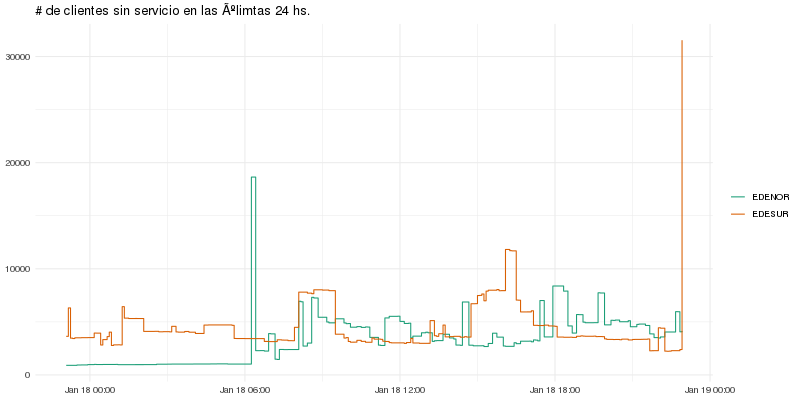 # de clientes sin servicio en las Ãºlimtas 24 hs.
30000
20000
10000
0
Jan 18 00:00
Jan 18 06:00
Jan 18 12:00
Jan 18 18:00
Jan 19 00:00
EDENOR
EDESUR